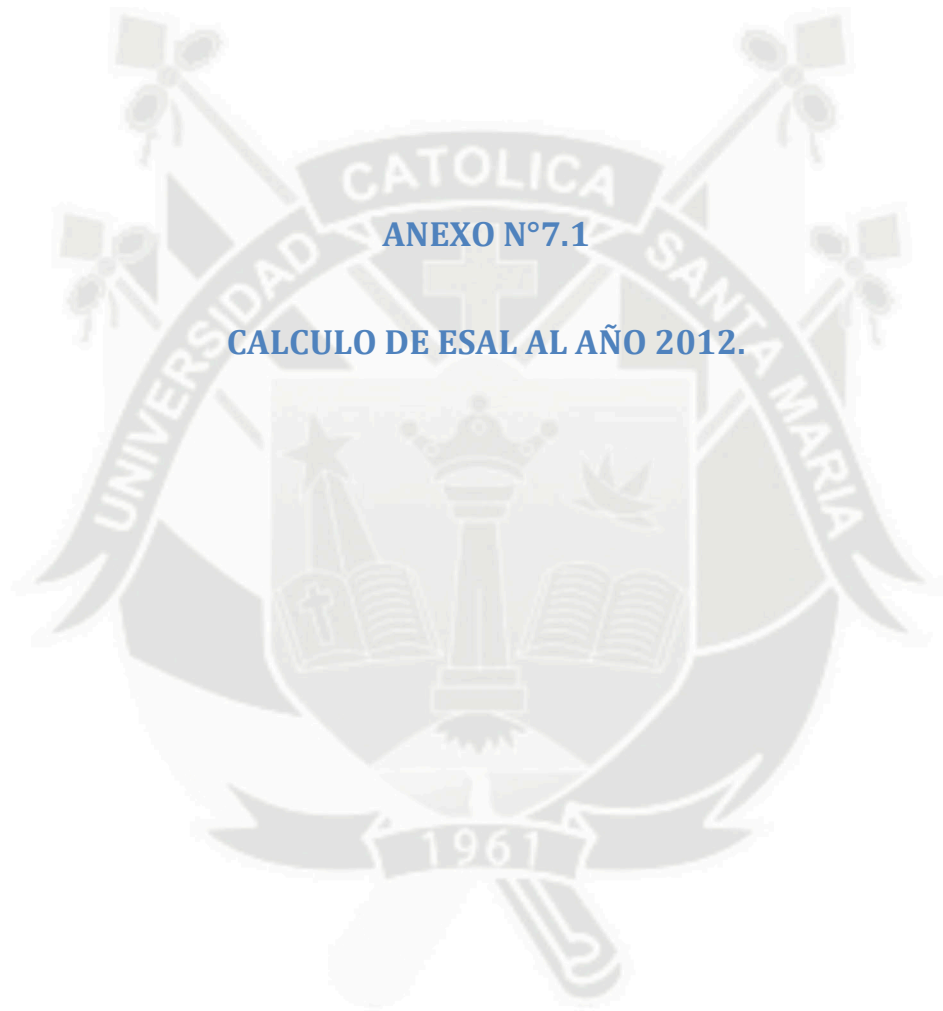 CATOLICA
ANEXO N°7.1
UNIVERSIDAD
SANTA MARIA
CALCULO DE ESAL AL AÑO 2012.
1961